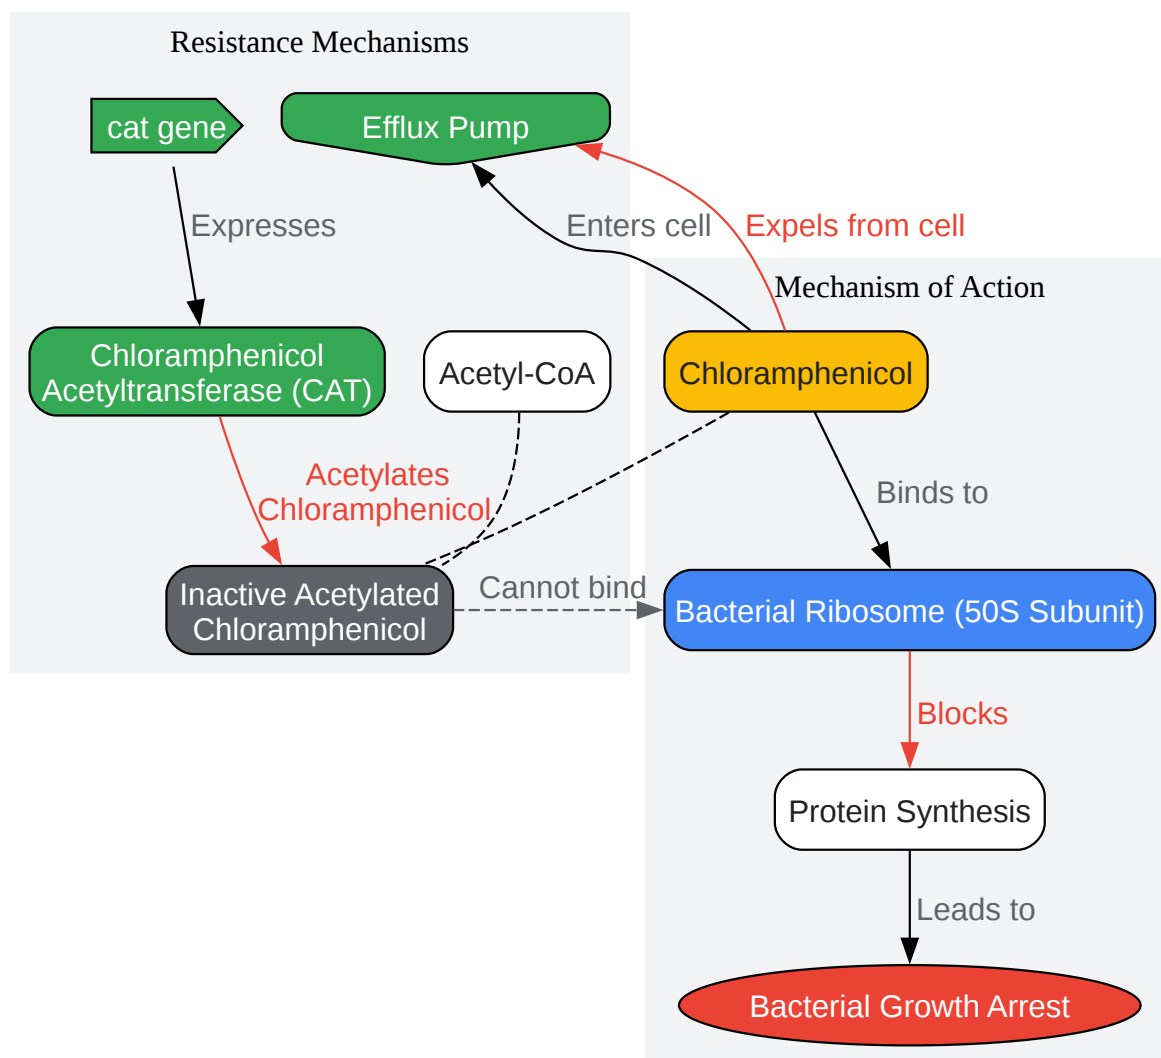 Resistance Mechanisms
cat gene
Efflux Pump
Expresses
Enters cell
Expels from cell
Mechanism of Action
Chloramphenicol
Acetyltransferase (CAT)
Acetyl-CoA
Chloramphenicol
Acetylates
Chloramphenicol
Binds to
Inactive Acetylated
Chloramphenicol
Cannot bind
Bacterial Ribosome (50S Subunit)
Blocks
Protein Synthesis
Leads to
Bacterial Growth Arrest